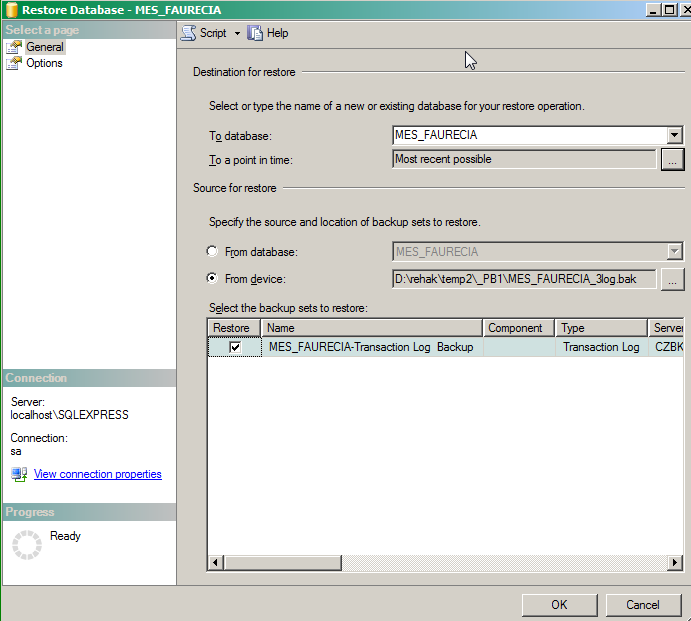 Restore Database - MES_FAURECIA
Select a page
General
Options
Script
Help
Destination for restore
Select or type the name of a new or existing database for your restore operation.
To database:
MES_FAURECIA
To a point in time:
Most recent possible
...
Source for restore
Specify the source and location of backup sets to restore.
From database:
MES_FAURECIA
From device:
D:\rehak\temp2\_PB1\MES_FAURECIA_3log.bak
...
Select the backup sets to restore:
Restore Name Component Type Server
MES_FAURECIA-Transaction Log Backup Transaction Log CZBK
Connection
Server:
localhost\SQLEXPRESS
Connection:
sa
View connection properties
Progress
Ready
OK Cancel